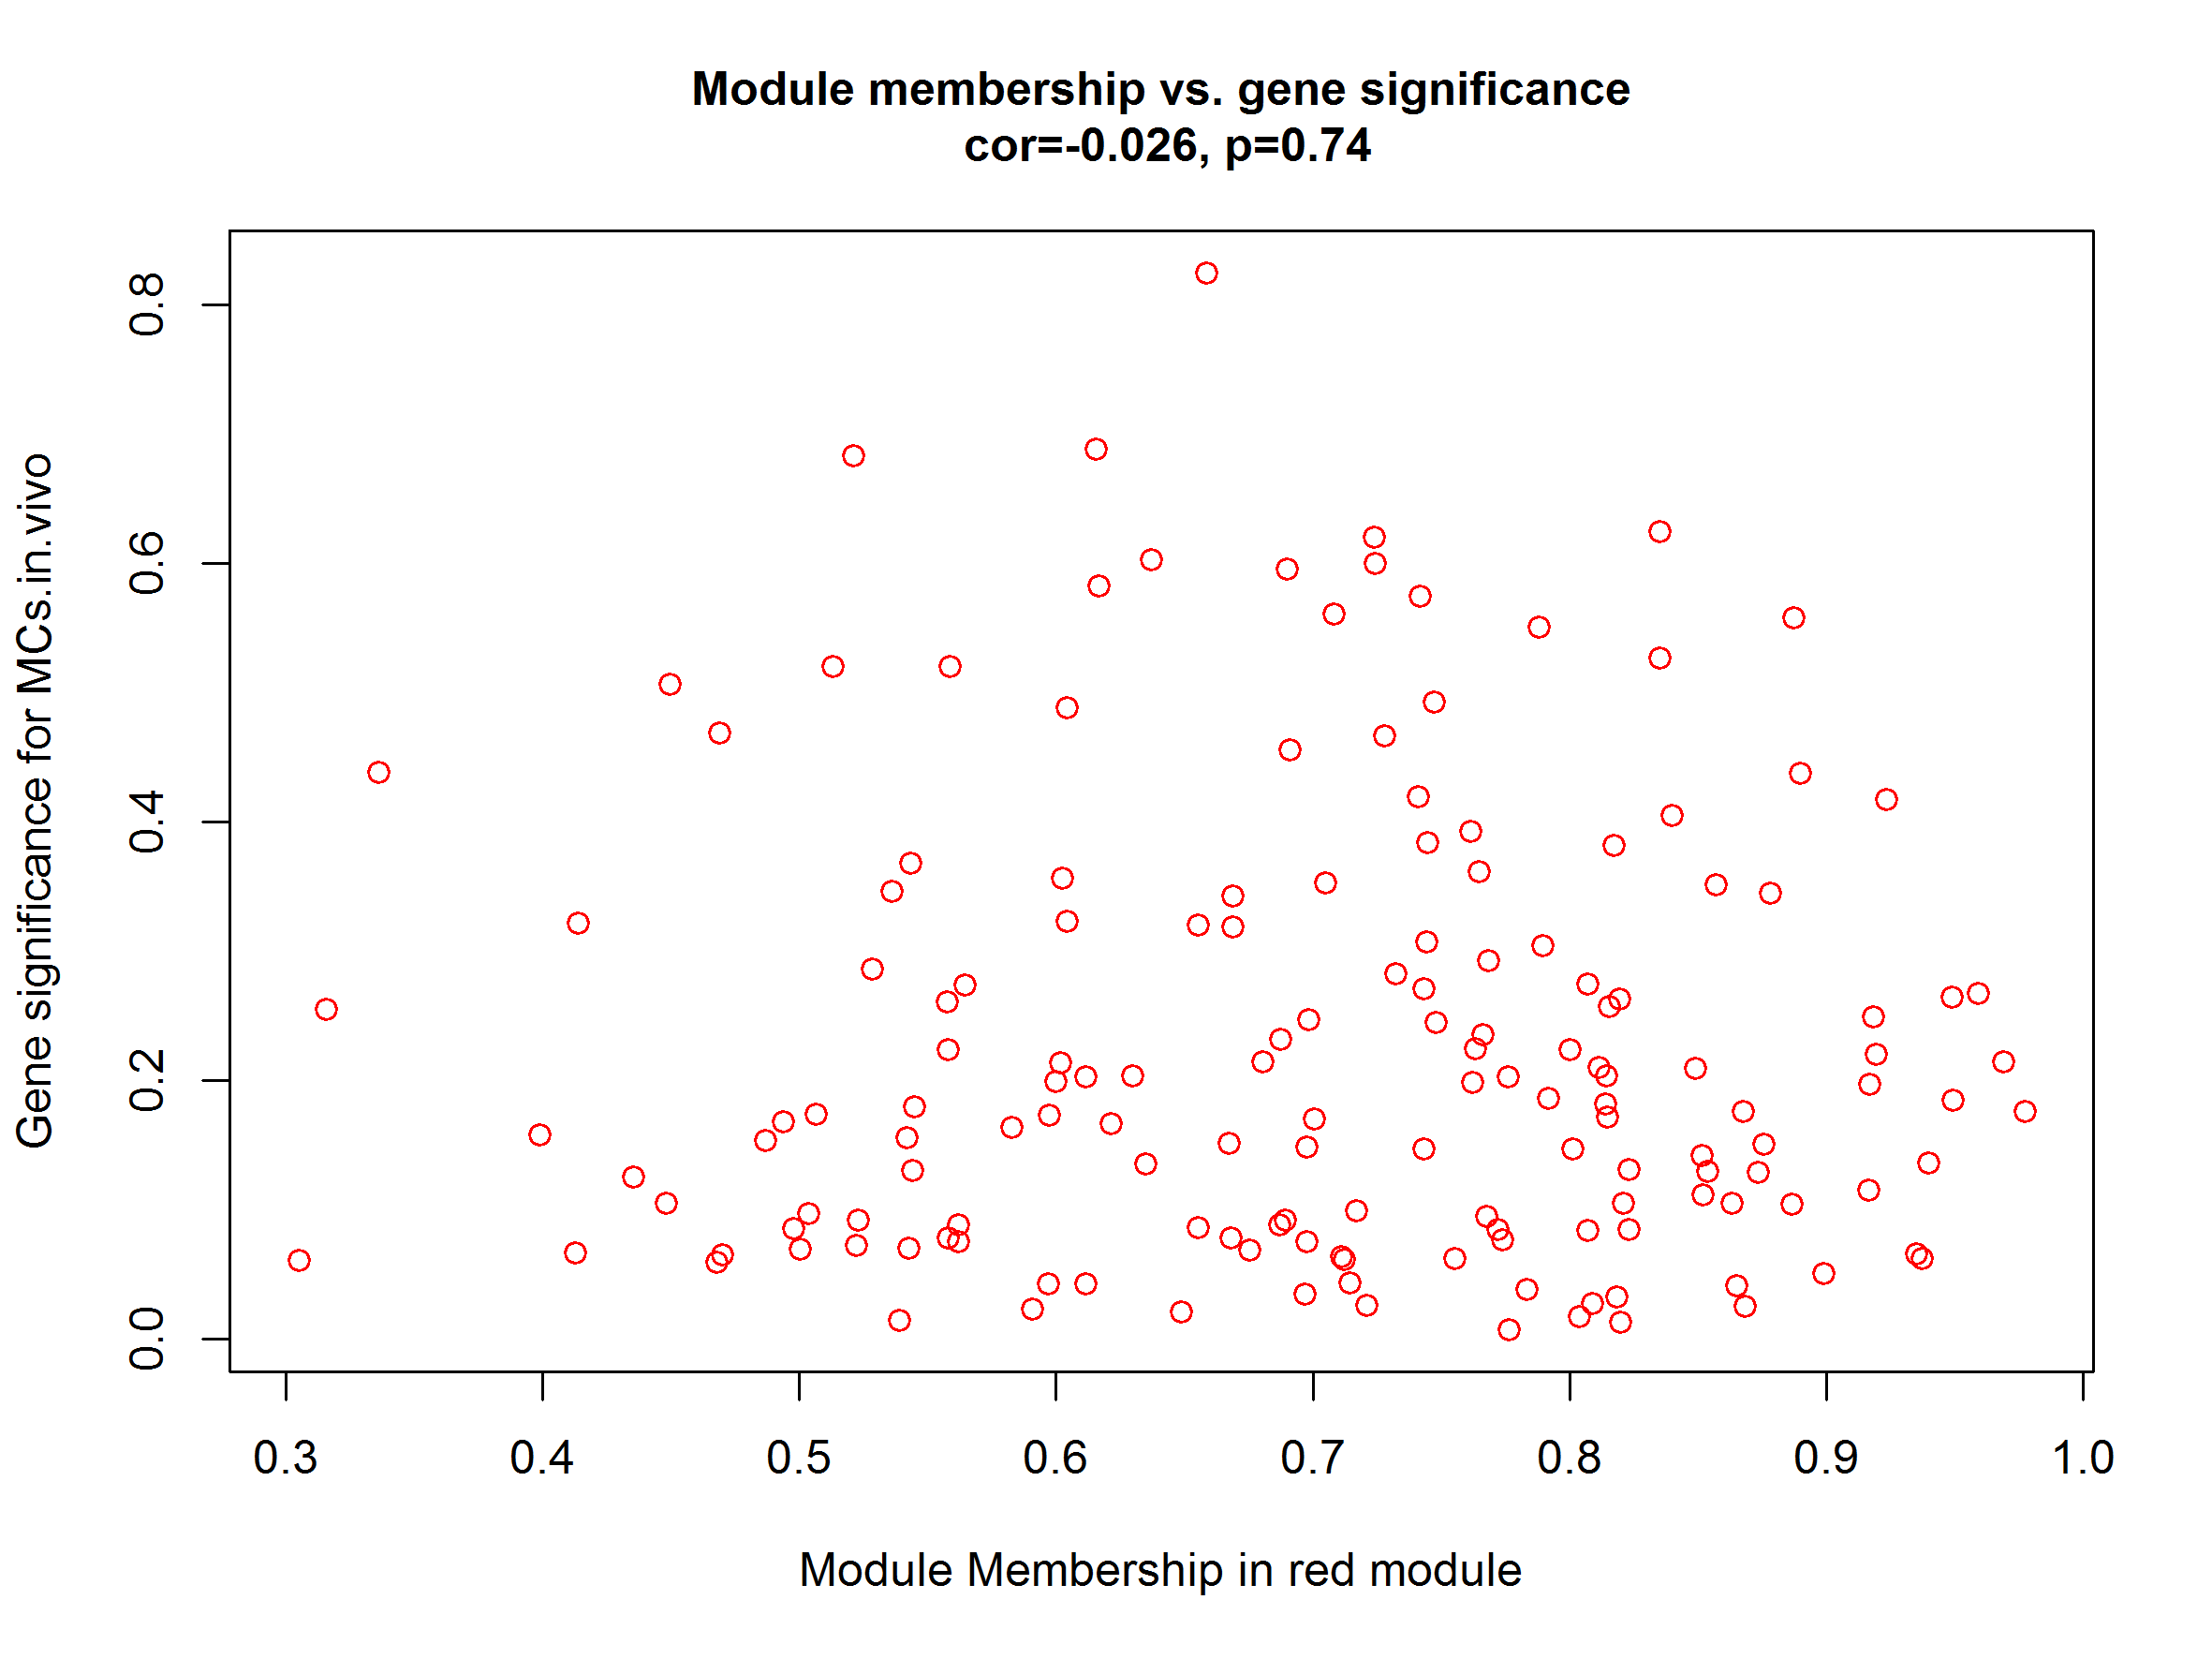 Module membership vs. gene significance
cor=-0.026, p=0.74
Gene significance for MCs.in.vivo
0.8
0.6
0.4
0.2
0.0
0.3 0.4 0.5 0.6 0.7 0.8 0.9 1.0
Module Membership in red module